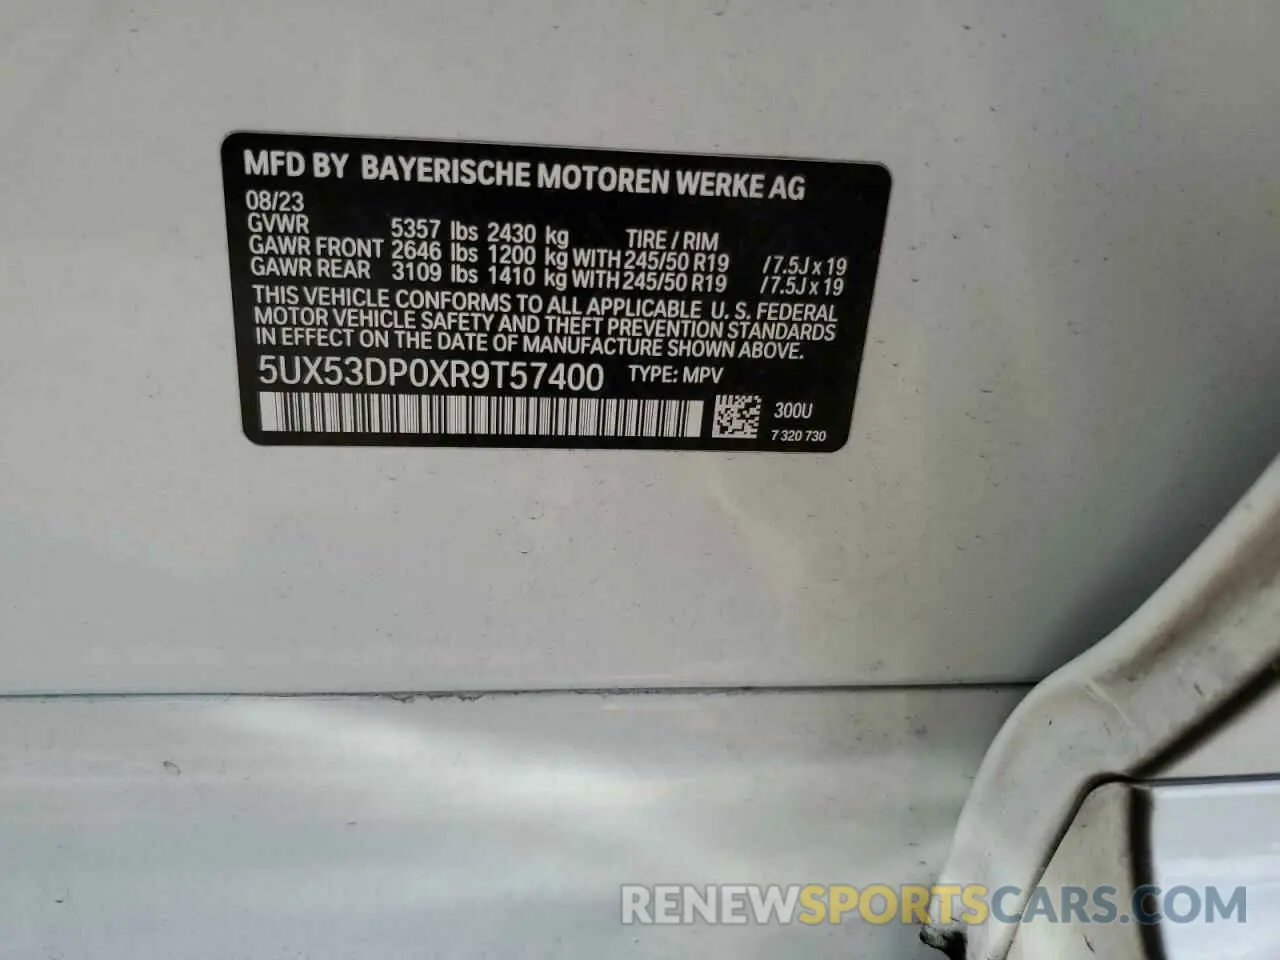 MFD BY BAYERISCHE MOTOREN WERKE AG
08/23
GVWR 5357 lbs 2430 kg TIRE / RIM
GAWR FRONT 2646 lbs 1200 kg WITH 245/50 R19 /7.5J x 19
GAWR REAR 3109 lbs 1410 kg WITH 245/50 R19 /7.5J x 19
THIS VEHICLE CONFORMS TO ALL APPLICABLE U. S. FEDERAL
MOTOR VEHICLE SAFETY AND THEFT PREVENTION STANDARDS
IN EFFECT ON THE DATE OF MANUFACTURE SHOWN ABOVE.
5UX53DP0XR9T57400 TYPE: MPV
300U
7 320 730
RENEWSPORTSCARS.COM